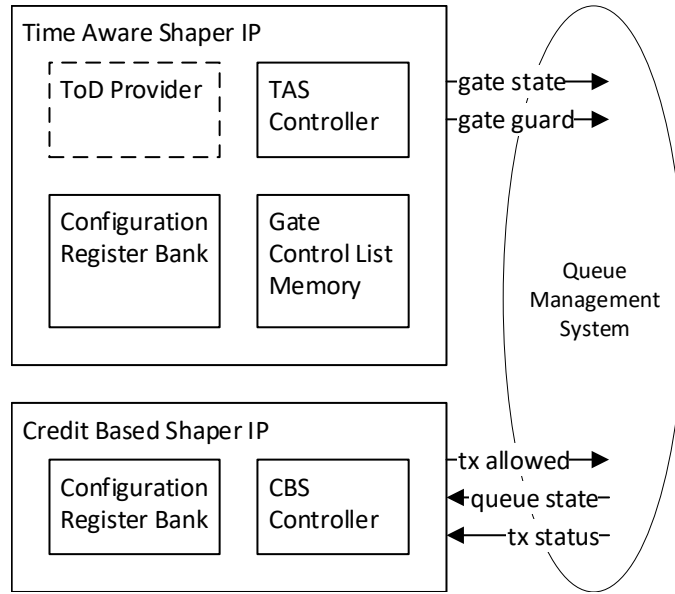 Time Aware Shaper IP
ToD Provider
TAS
Controller
gate state
gate guard
Configuration
Register Bank
Gate
Control List
Memory
Queue
Management
System
Credit Based Shaper IP
Configuration
Register Bank
CBS
Controller
tx allowed
queue state
tx status